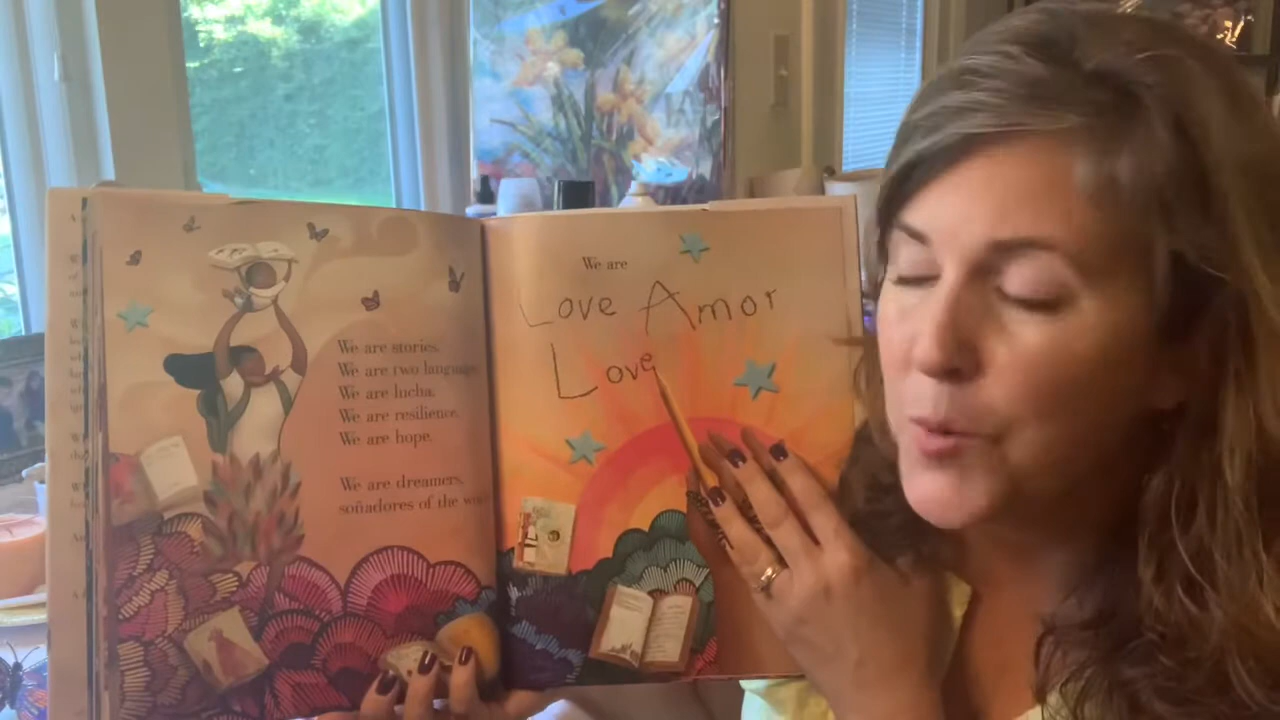 We are stories.
We are two language
We are lucha.
We are resilience.
We are hope.
We are dreamers,
soñadores of the wo
We are
Love Amor
Love